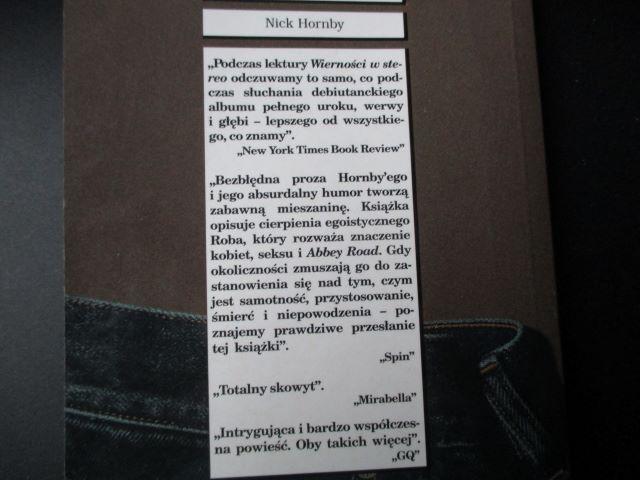 Nick Hornby
„Podczas lektury Wierności w ste-
reo odczuwamy to samo, co pod-
czas słuchania debiutanckiego
albumu pełnego uroku, werwy
i głębi – lepszego od wszystkie-
go, co znamy”.
„New York Times Book Review”
„Bezbłędna proza Hornby'ego
i jego absurdalny humor tworzą
zabawną mieszaninę. Książka
opisuje cierpienia egoistycznego
Roba, który rozważa znaczenie
kobiet, seksu i Abbey Road. Gdy
okoliczności zmuszają go do za-
stanowienia się nad tym, czym
jest samotność, przystosowanie,
śmierć i niepowodzenia – po-
znajemy prawdziwe przesłanie
tej książki”.
„Spin”
„Totalny skowyt”.
„Mirabella”
„Intrygująca i bardzo współczes-
na powieść. Oby takich więcej”.
„GQ”